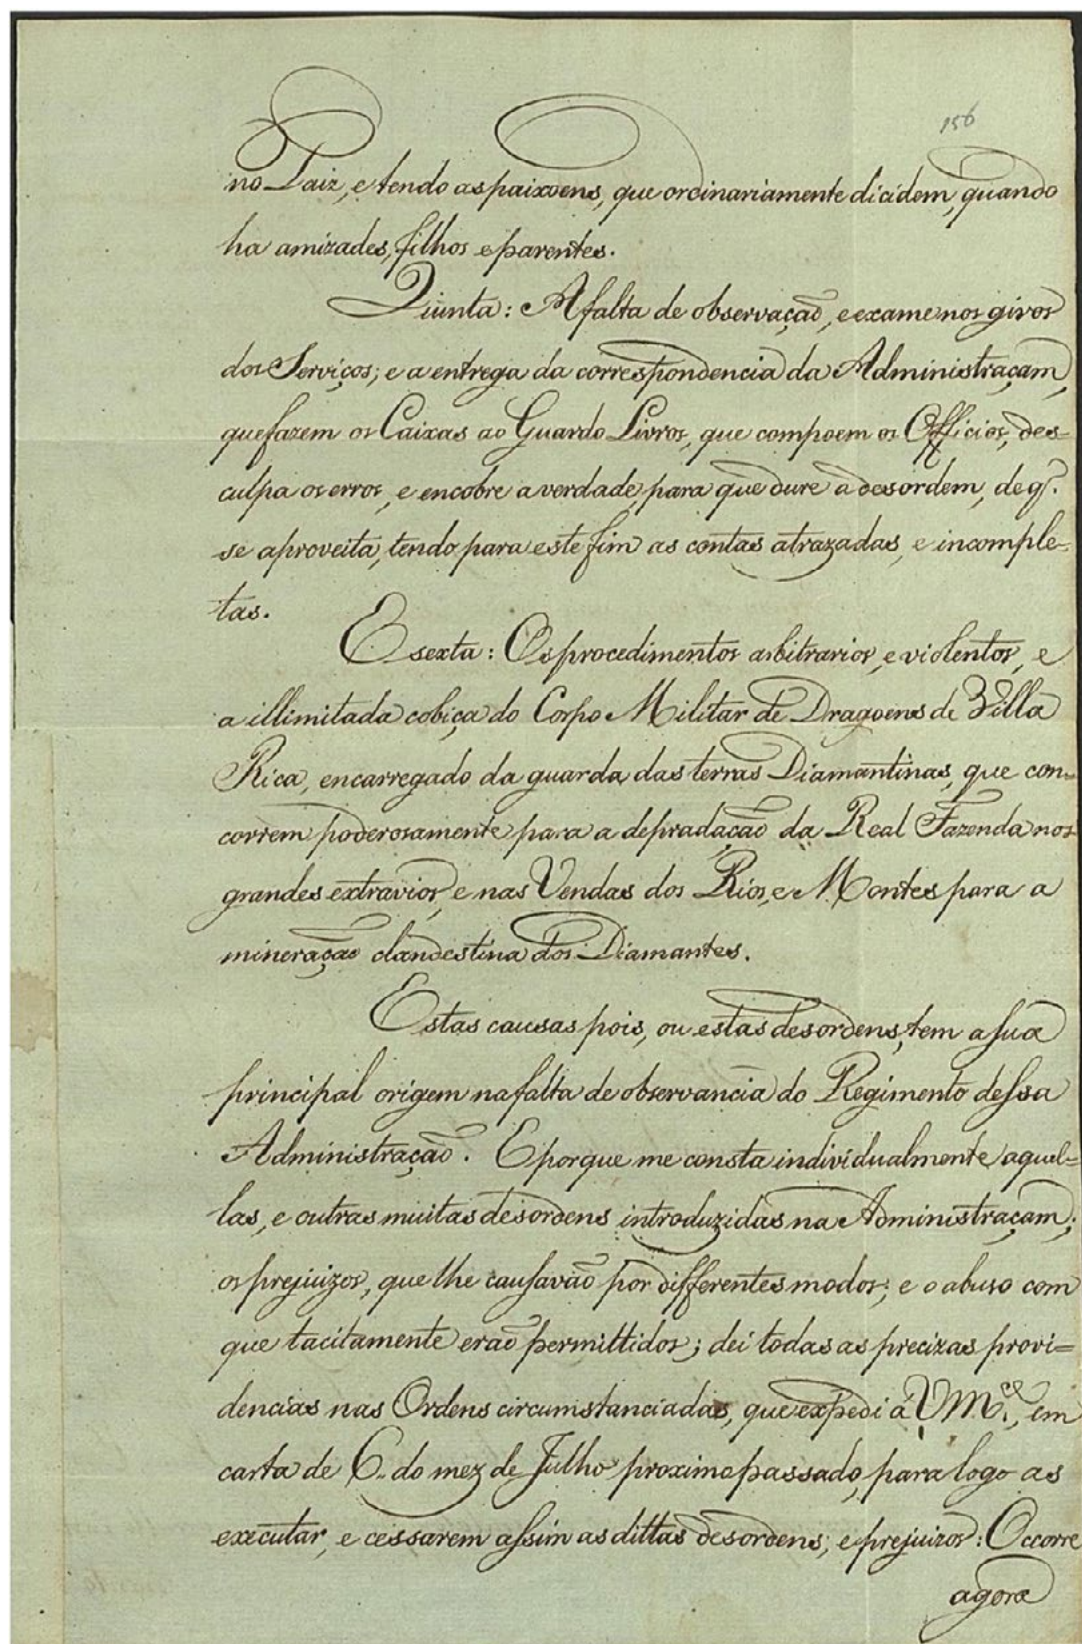 156
no Paiz, e tendo as paixoens, que ordinariamente dicidem, quando
ha amizades, filhos e parentes.
Quinta: A falta de observação, e exame nos giros
dos Serviços; e a entrega da correspondencia da Administraçam,
que fazem os Caixas ao Guarda Livros, que compoem os Officios, des-
culpa os erros, e encobre a verdade, para que dure a desordem, de q.
se aproveita, tendo para este fim as contas atrazadas, e incomple-
tas.
E sexta: Os procedimentos arbitrarios, e violentos, e
a illimitada cobiça do Corpo Militar de Dragoens de Villa
Rica, encarregado da guarda das terras Diamantinas, que con-
correm poderosamente para a depradação da Real Fazenda nos
grandes extravios, e nas Vendas dos Rios, e Montes para a
mineração clandestina dos Diamantes.
Estas causas pois, ou estas desordens, tem a sua
principal origem na falta de observancia do Regimento dessa
Administração. E porque me consta individualmente aquel=
las, e outras muitas desordens introduzidas na Administraçam;
os prejuizos, que lhe causavão por differentes modos; e o abuso com
que tacitamente erão permittidos; dei todas as precizas provi=
dencias nas Ordens circumstanciadas, que expedi á VM.ce, em
carta de 6. do mez de Julho proximo passado, para logo as
executar, e cessarem assim as dittas desordens, e prejuizos: Occorre
agora